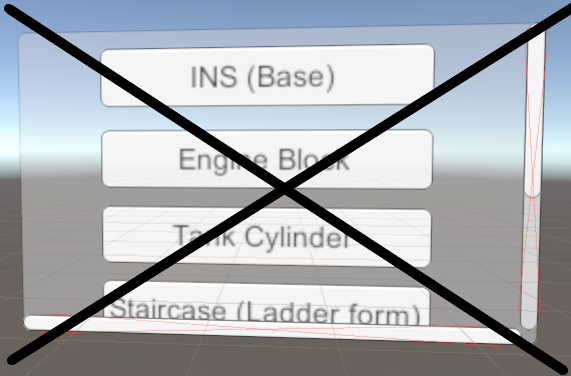 INS (Base)
Engine Block
Tank Cylinder
Staircase (Ladder form)